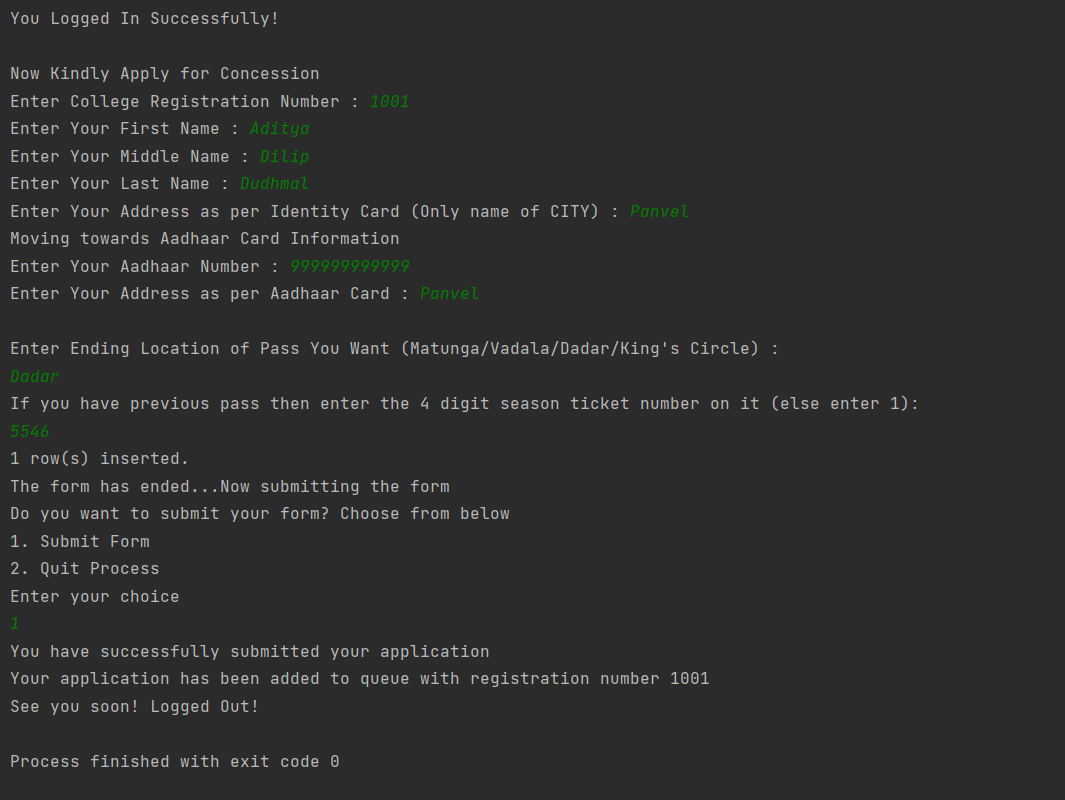 You Logged In Successfully!
Now Kindly Apply for Concession
Enter College Registration Number : 1001
Enter Your First Name : Aditya
Enter Your Middle Name : Dilip
Enter Your Last Name : Dudhmal
Enter Your Address as per Identity Card (Only name of CITY) : Panvel
Moving towards Aadhaar Card Information
Enter Your Aadhaar Number : 999999999999
Enter Your Address as per Aadhaar Card : Panvel
Enter Ending Location of Pass You Want (Matunga/Vadala/Dadar/King's Circle) :
Dadar
If you have previous pass then enter the 4 digit season ticket number on it (else enter 1):
5546
1 row(s) inserted.
The form has ended...Now submitting the form
Do you want to submit your form? Choose from below
1. Submit Form
2. Quit Process
Enter your choice
1
You have successfully submitted your application
Your application has been added to queue with registration number 1001
See you soon! Logged Out!
Process finished with exit code 0